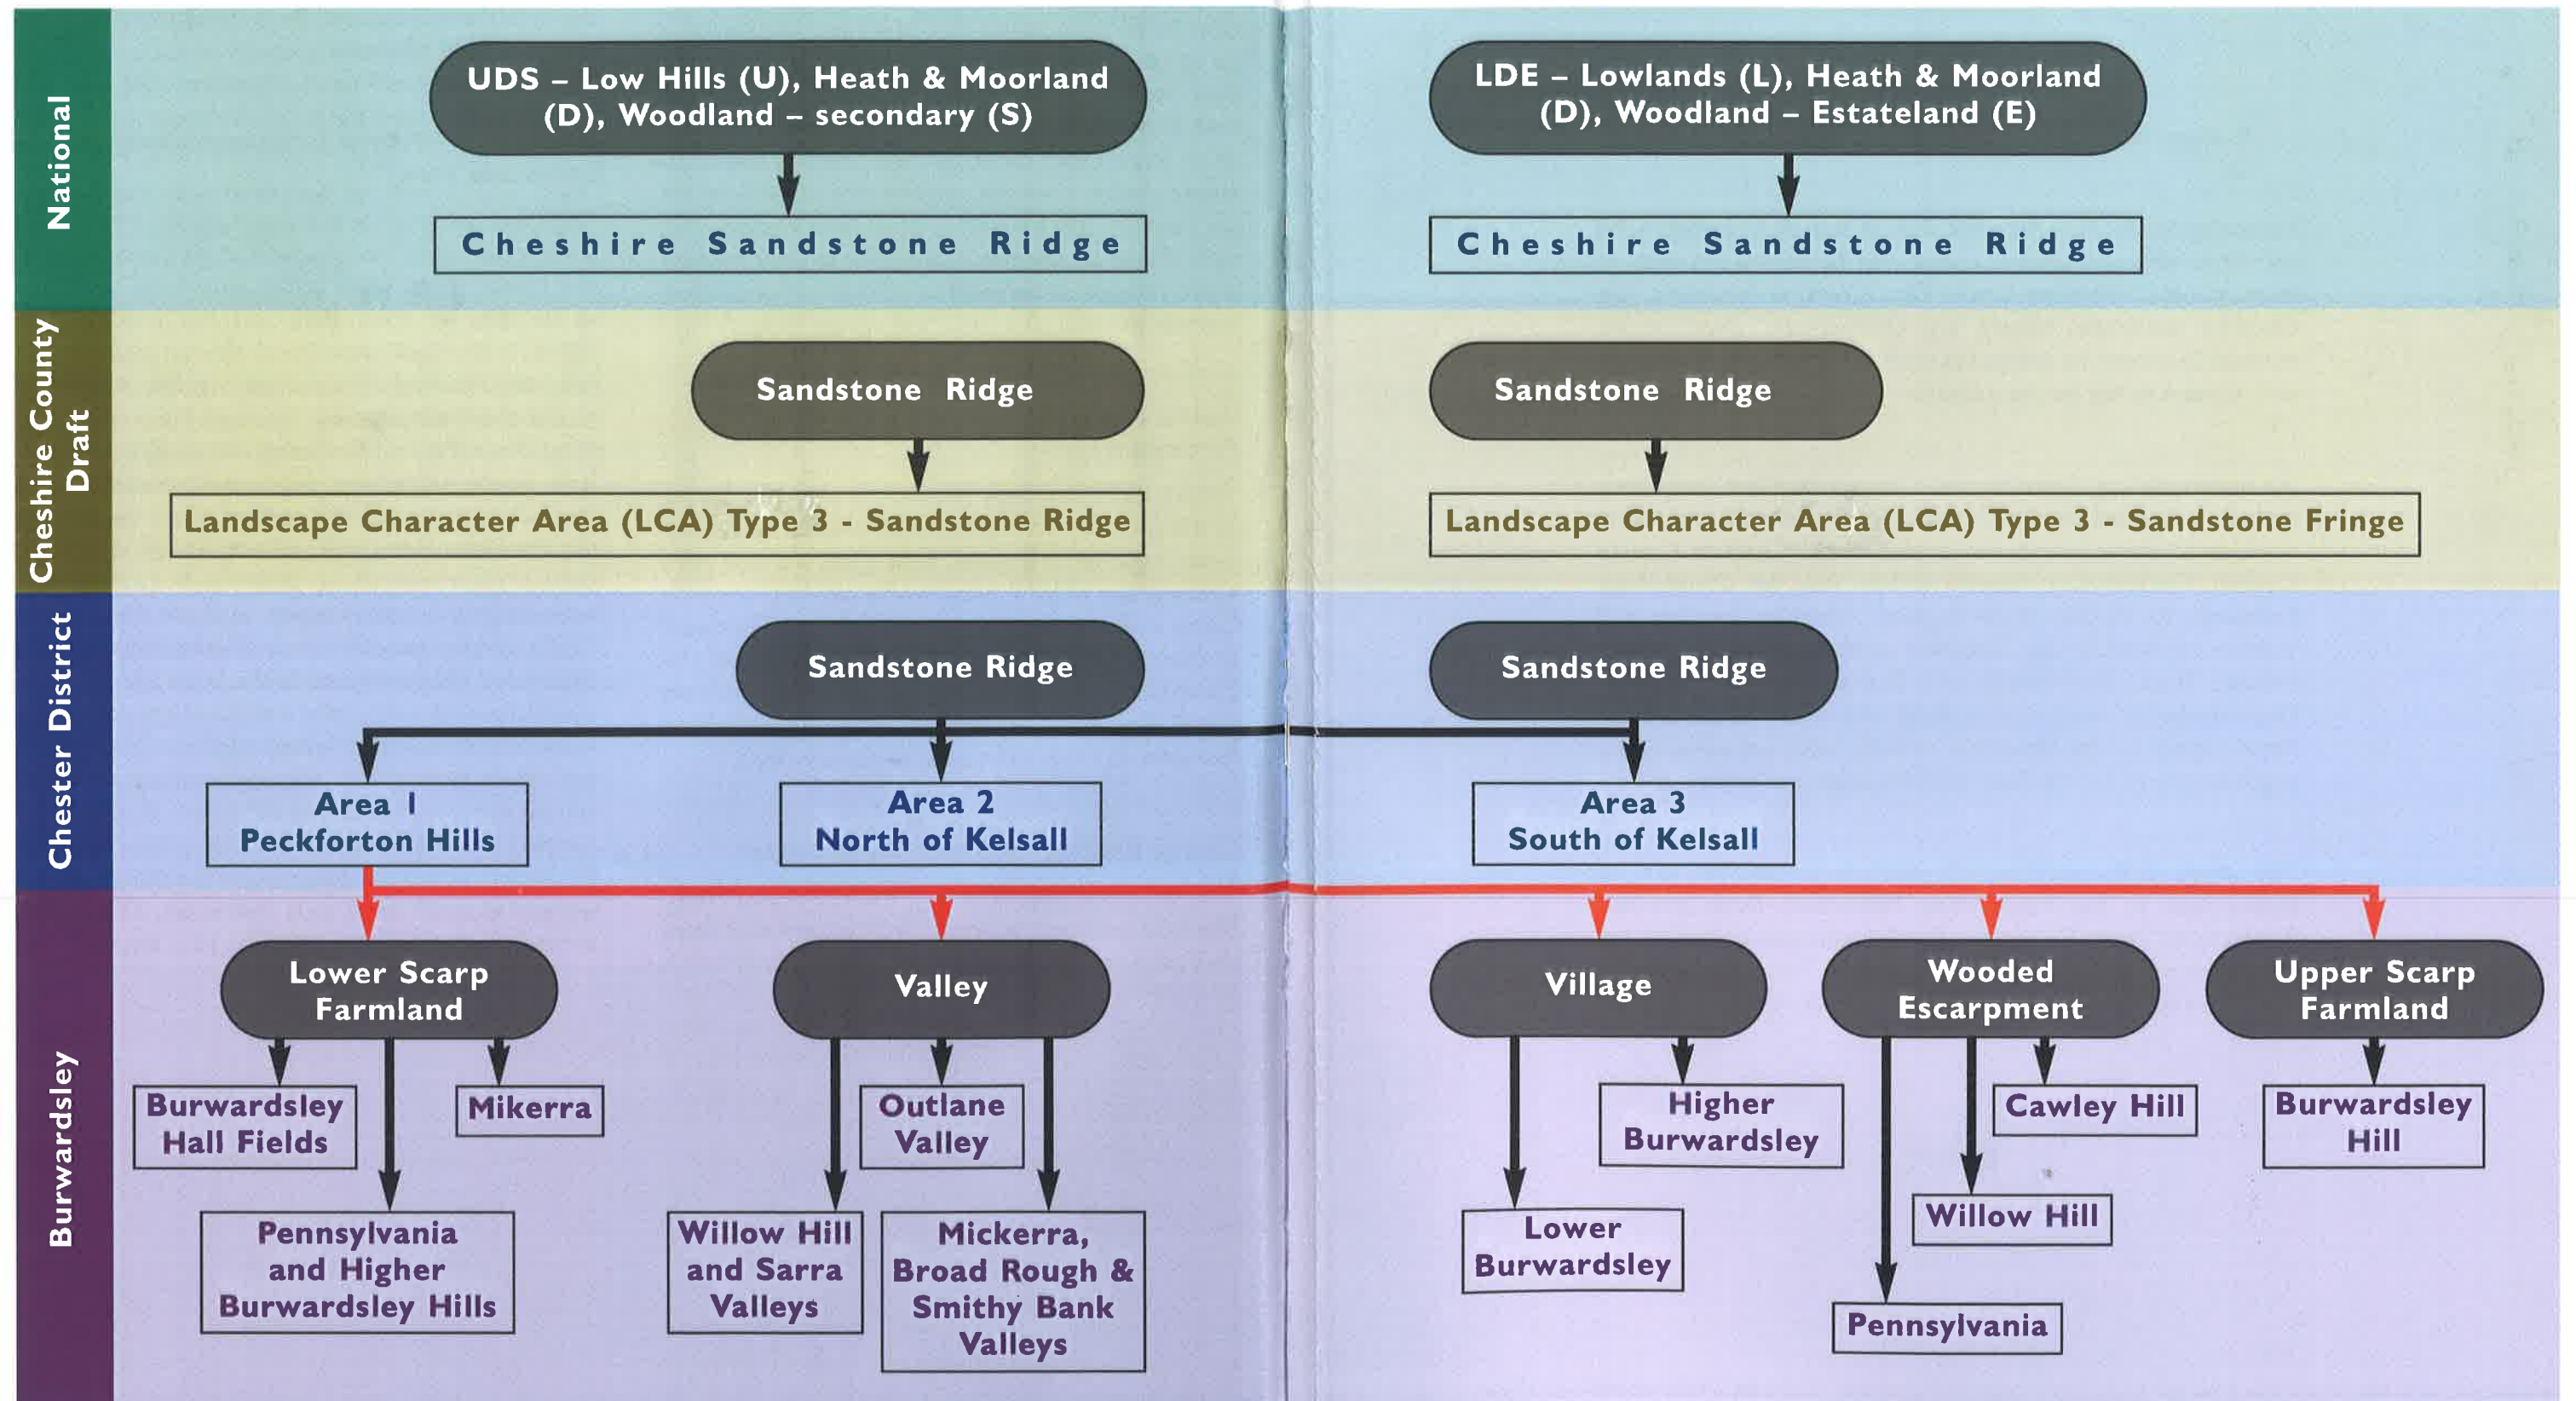 National
UDS – Low Hills (U), Heath & Moorland
(D), Woodland – secondary (S)
LDE – Lowlands (L), Heath & Moorland
(D), Woodland – Estateland (E)
Cheshire Sandstone Ridge
Cheshire Sandstone Ridge
Cheshire County
Draft
Sandstone Ridge
Sandstone Ridge
Landscape Character Area (LCA) Type 3 - Sandstone Ridge
Landscape Character Area (LCA) Type 3 - Sandstone Fringe
Chester District
Sandstone Ridge
Sandstone Ridge
Area 1
Peckforton Hills
Area 2
North of Kelsall
Area 3
South of Kelsall
Burwardsley
Lower Scarp
Farmland
Valley
Village
Wooded
Escarpment
Upper Scarp
Farmland
Burwardsley
Hall Fields
Mikerra
Pennsylvania
and Higher
Burwardsley Hills
Outlane
Valley
Willow Hill
and Sarra
Valleys
Mickerra,
Broad Rough &
Smithy Bank
Valleys
Higher
Burwardsley
Lower
Burwardsley
Cawley Hill
Willow Hill
Pennsylvania
Burwardsley
Hill